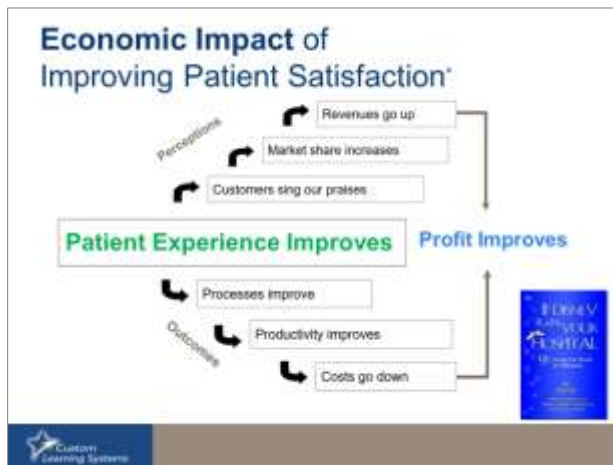 Economic Impact of
Improving Patient Satisfaction*
Perceptions
Revenues go up
Market share increases
Customers sing our praises
Patient Experience Improves
Profit Improves
Processes improve
Outcomes
Productivity improves
Costs go down
IF DISNEY
YOUR
HOSPITAL
Custom
Learning Systems